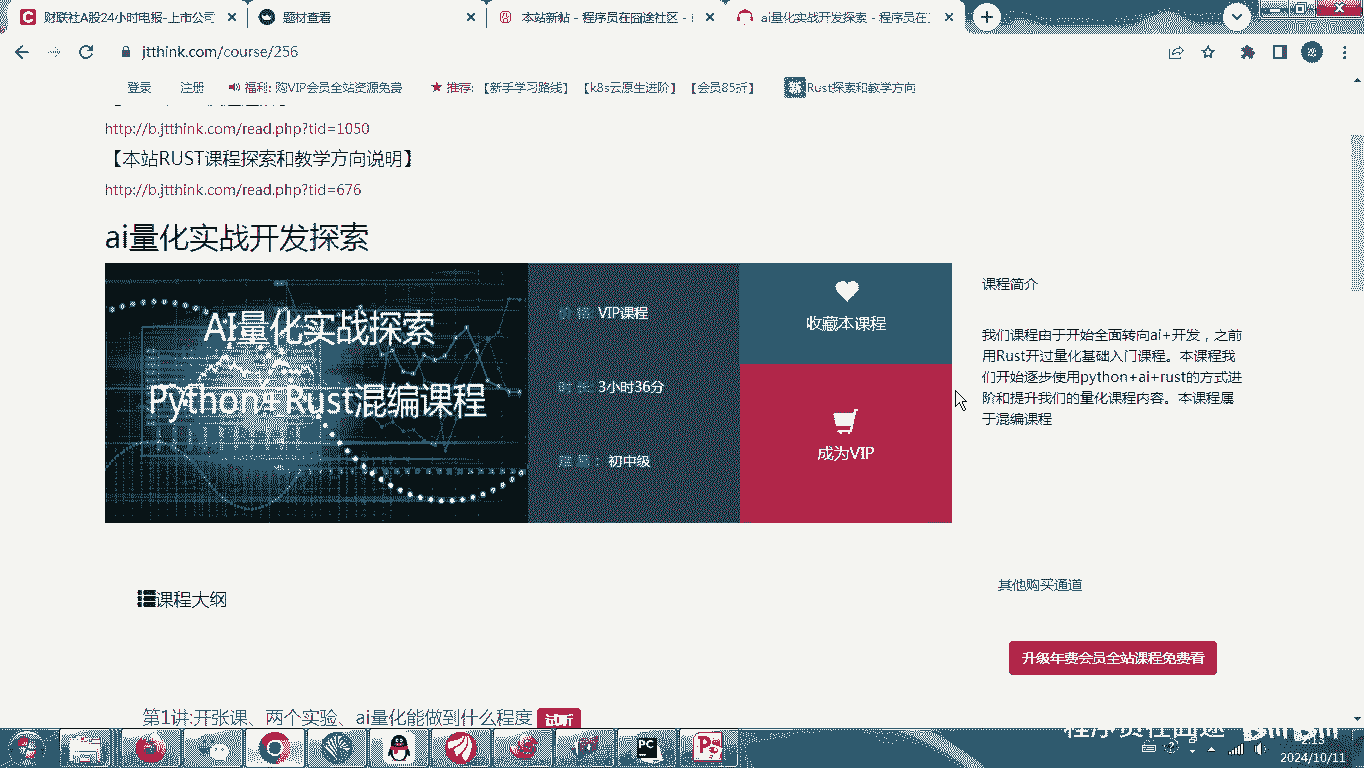 财联社A股24小时电报-上市公司
题材查看
本站新帖 - 程序员在囧途社区 -
ai量化实战开发探索 - 程序员在
jtthink.com/course/256
登录 注册 福利: 购VIP会员全站资源免费 推荐: 【新手学习路线】 【k8s云原生进阶】 【会员85折】 Rust探索和教学方向
http://b.jtthink.com/read.php?tid=1050
【本站RUST课程探索和教学方向说明】
http://b.jtthink.com/read.php?tid=676
ai量化实战开发探索
AI量化实战探索
Python+Rust混编课程
价 格: VIP课程
时 长: 3小时36分
难 易: 初中级
收藏本课程
成为VIP
课程简介
我们课程由于开始全面转向ai+开发，之前
用Rust开过量化基础入门课程。本课程我
们开始逐步使用python+ai+rust的方式进
阶和提升我们的量化课程内容。本课程属
于混编课程
课程大纲
其他购买通道
升级年费会员全站课程免费看
第1讲:开张课、两个实验、ai量化能做到什么程度 试听
程序员在囧途 bilibili
2024/10/11